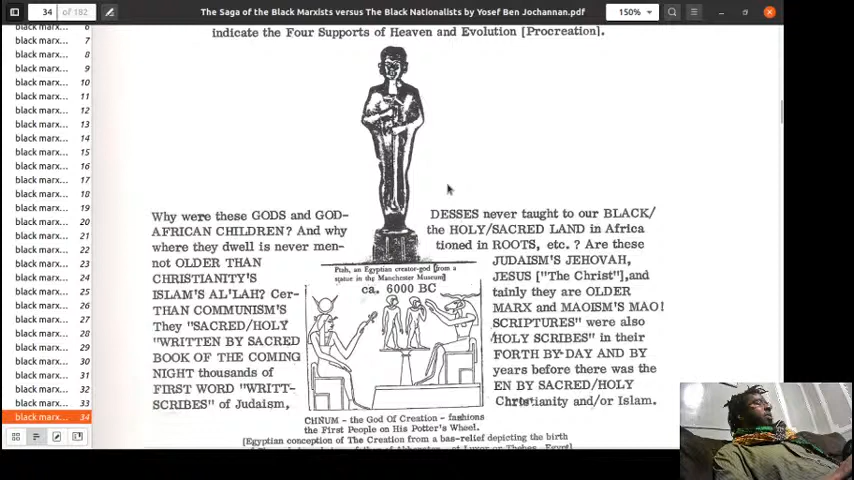 34 of 182
The Saga of the Black Marxists versus The Black Nationalists by Yosef Ben Jochannan.pdf
150%
black marx... 6
black marx... 7
black marx... 8
black marx... 9
black marx... 10
black marx... 11
black marx... 12
black marx... 13
black marx... 14
black marx... 15
black marx... 16
black marx... 17
black marx... 18
black marx... 19
black marx... 20
black marx... 21
black marx... 22
black marx... 23
black marx... 24
black marx... 25
black marx... 26
black marx... 27
black marx... 28
black marx... 29
black marx... 30
black marx... 31
black marx... 32
black marx... 33
black marx... 34
indicate the Four Supports of Heaven and Evolution [Procreation].
Why were these GODS and GOD- DESSES never taught to our BLACK/
AFRICAN CHILDREN? And why the HOLY/SACRED LAND in Africa
where they dwell is never men- tioned in ROOTS, etc. ? Are these
not OLDER THAN JUDAISM'S JEHOVAH,
CHRISTIANITY'S JESUS ["The Christ"],and
ISLAM'S AL'LAH? Cer- tainly they are OLDER
THAN COMMUNISM'S MARX and MAOISM'S MAO!
They "SACRED/HOLY SCRIPTURES" were also
"WRITTEN BY SACRED /HOLY SCRIBES" in their
BOOK OF THE COMING FORTH BY-DAY AND BY
NIGHT thousands of years before there was the
FIRST WORD "WRITT- EN BY SACRED/HOLY
SCRIBES" of Judaism, Christianity and/or Islam.
Ptah, an Egyptian creator-god [from a
statue in the Manchester Museum]
ca. 6000 BC
CHNUM - the God Of Creation - fashions
the First People on His Potter's Wheel.
[Egyptian conception of The Creation from a bas-relief depicting the birth